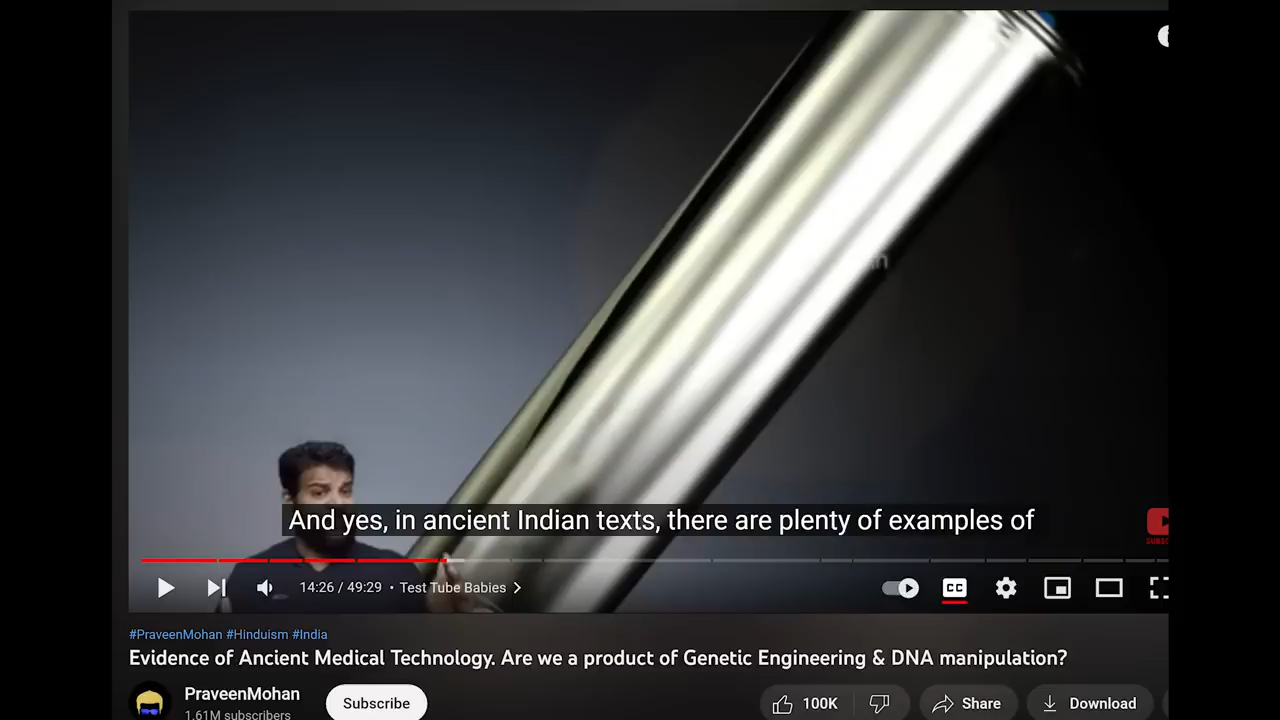 And yes, in ancient Indian texts, there are plenty of examples of
14:26 / 49:29 • Test Tube Babies
CC
#PraveenMohan #Hinduism #India
Evidence of Ancient Medical Technology. Are we a product of Genetic Engineering & DNA manipulation?
PraveenMohan
1.61M subscribers
Subscribe
100K
Share
Download